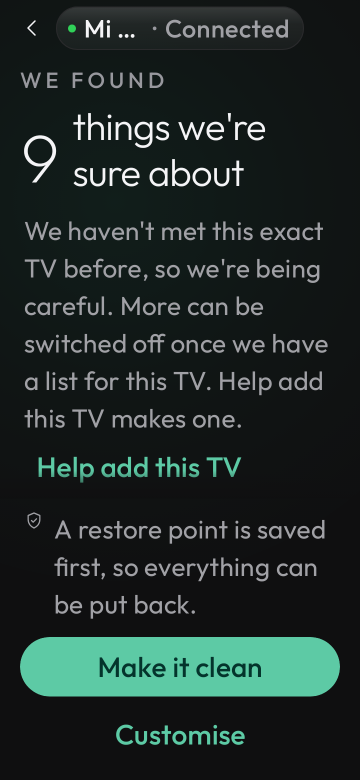 Mi ... · Connected
WE FOUND
9 things we're
sure about
We haven't met this exact
TV before, so we're being
careful. More can be
switched off once we have
a list for this TV. Help add
this TV makes one.
Help add this TV
A restore point is saved
first, so everything can
be put back.
Make it clean
Customise